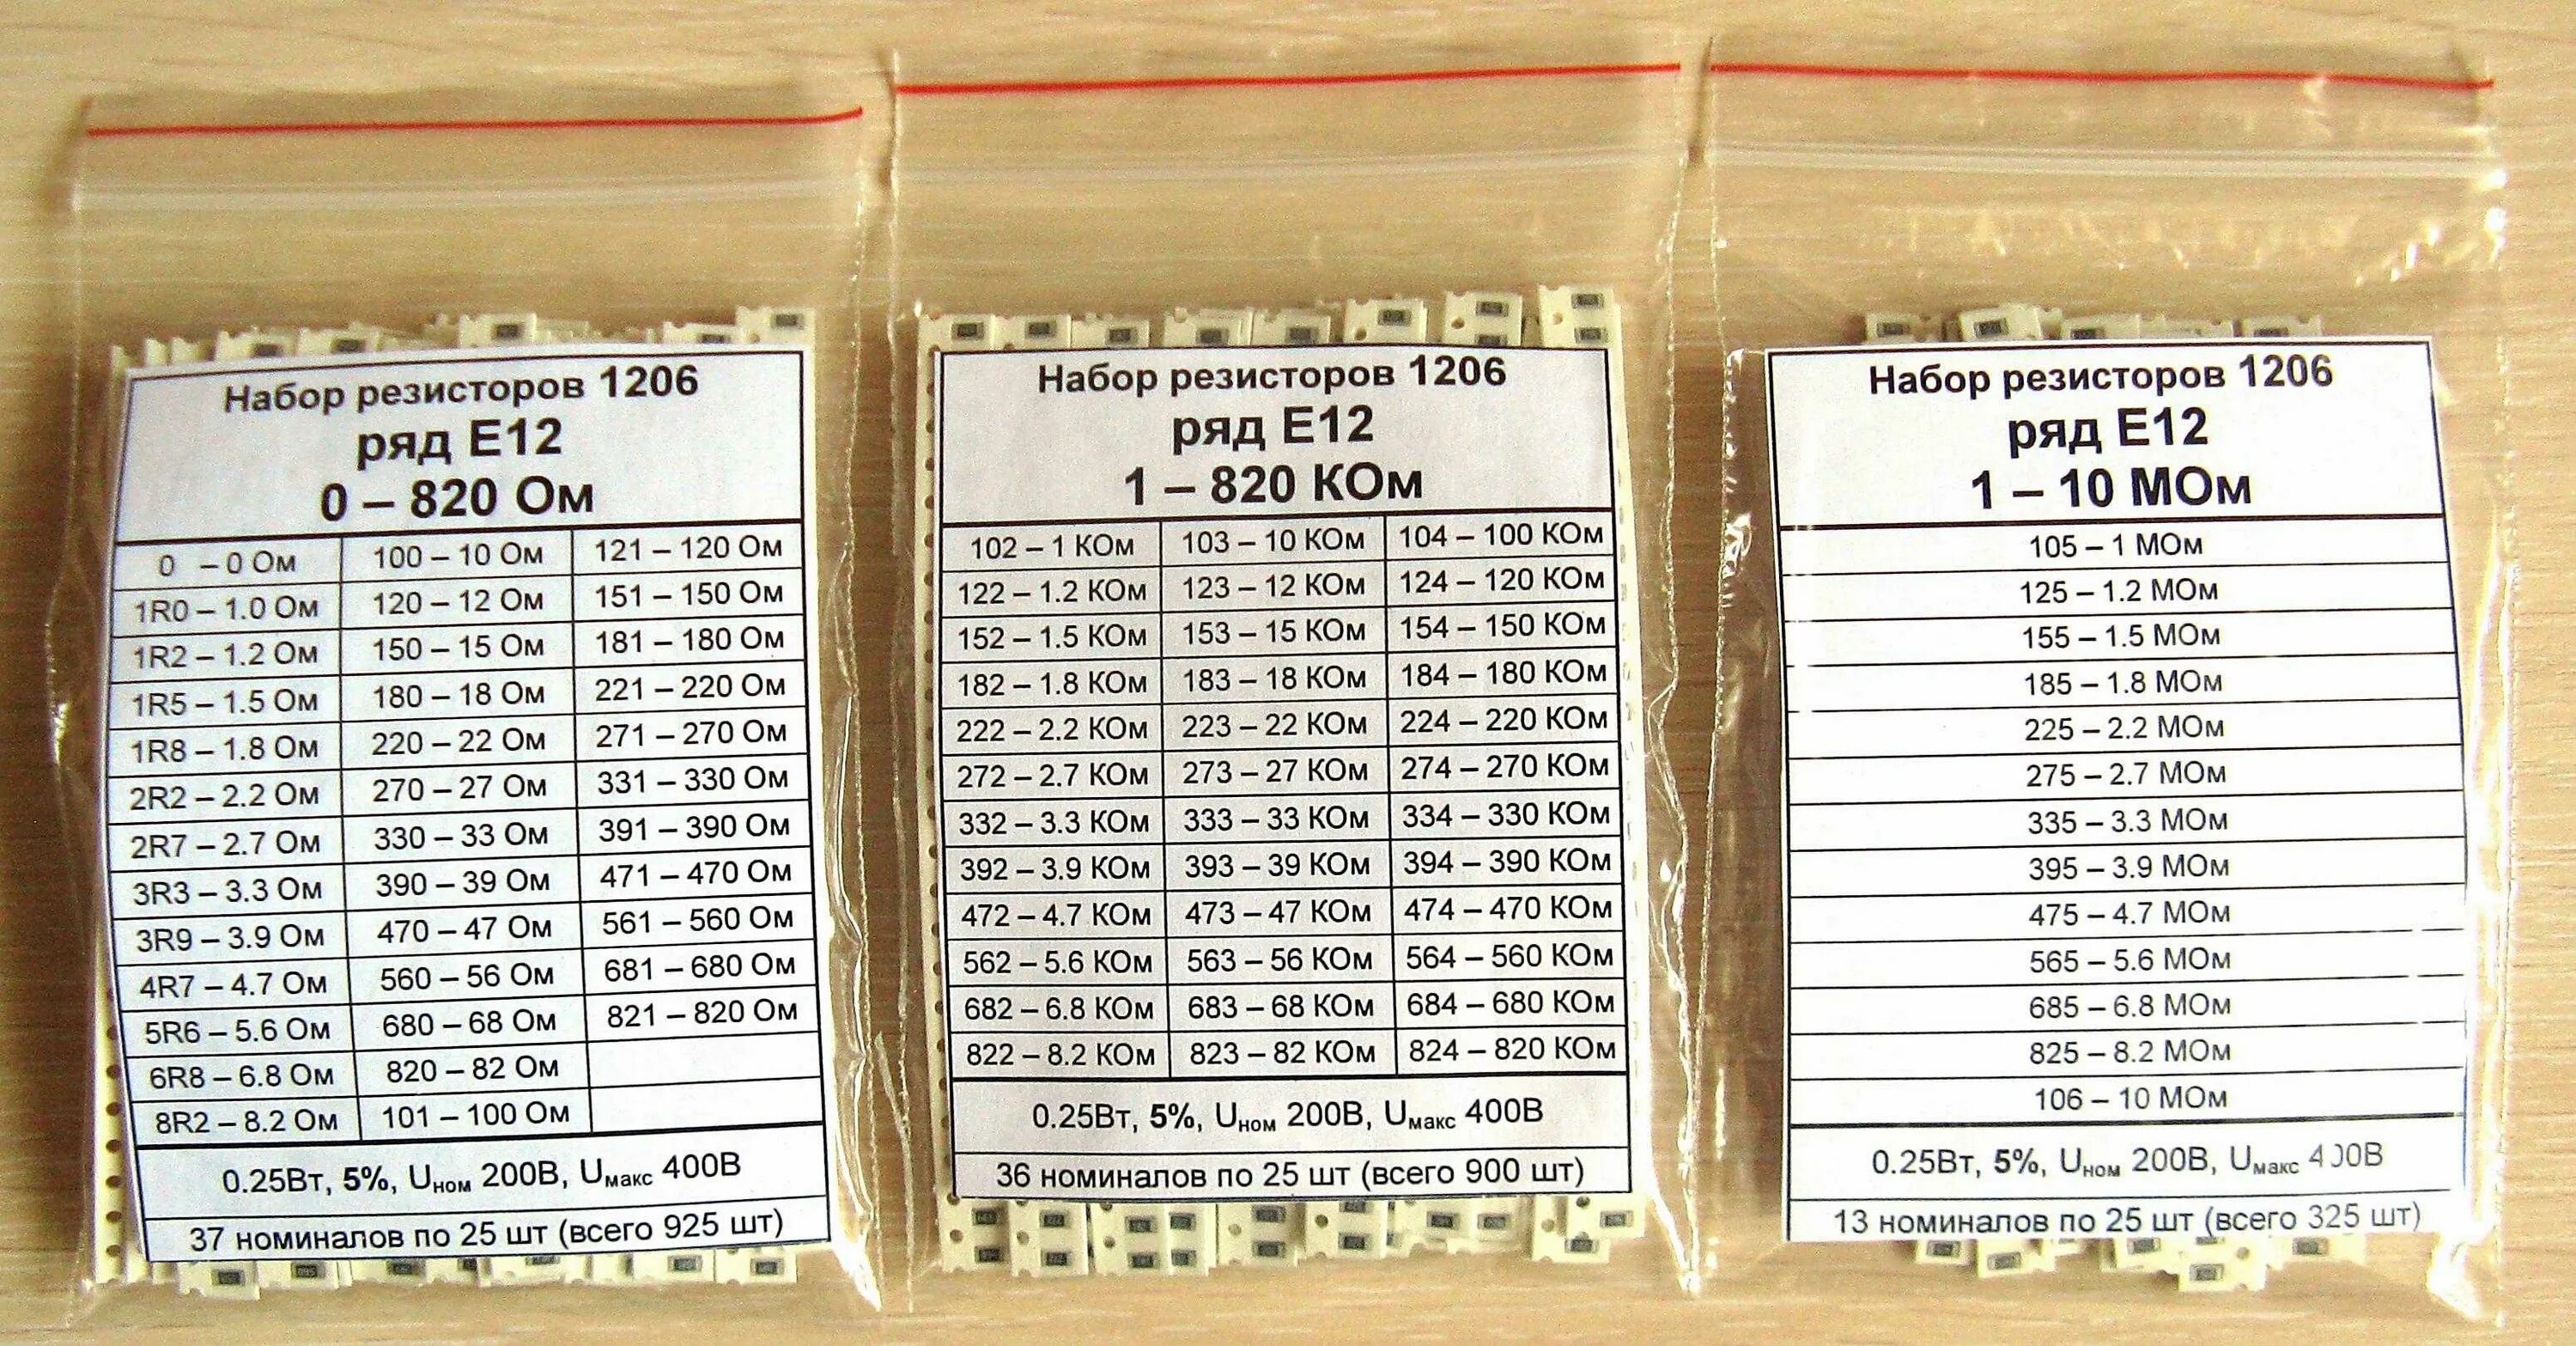 Набор резисторов 1206
ряд Е12
0 – 820 Ом
0 – 0 Ом 100 – 10 Ом 121 – 120 Ом
1R0 – 1.0 Ом 120 – 12 Ом 151 – 150 Ом
1R2 – 1.2 Ом 150 – 15 Ом 181 – 180 Ом
1R5 – 1.5 Ом 180 – 18 Ом 221 – 220 Ом
1R8 – 1.8 Ом 220 – 22 Ом 271 – 270 Ом
2R2 – 2.2 Ом 270 – 27 Ом 331 – 330 Ом
2R7 – 2.7 Ом 330 – 33 Ом 391 – 390 Ом
3R3 – 3.3 Ом 390 – 39 Ом 471 – 470 Ом
3R9 – 3.9 Ом 470 – 47 Ом 561 – 560 Ом
4R7 – 4.7 Ом 560 – 56 Ом 681 – 680 Ом
5R6 – 5.6 Ом 680 – 68 Ом 821 – 820 Ом
6R8 – 6.8 Ом 820 – 82 Ом
8R2 – 8.2 Ом 101 – 100 Ом
0.25Вт, 5%, Uном 200В, Uмакс 400В
37 номиналов по 25 шт (всего 925 шт)
Набор резисторов 1206
ряд Е12
1 – 820 КОм
102 – 1 КОм 103 – 10 КОм 104 – 100 КОм
122 – 1.2 КОм 123 – 12 КОм 124 – 120 КОм
152 – 1.5 КОм 153 – 15 КОм 154 – 150 КОм
182 – 1.8 КОм 183 – 18 КОм 184 – 180 КОм
222 – 2.2 КОм 223 – 22 КОм 224 – 220 КОм
272 – 2.7 КОм 273 – 27 КОм 274 – 270 КОм
332 – 3.3 КОм 333 – 33 КОм 334 – 330 КОм
392 – 3.9 КОм 393 – 39 КОм 394 – 390 КОм
472 – 4.7 КОм 473 – 47 КОм 474 – 470 КОм
562 – 5.6 КОм 563 – 56 КОм 564 – 560 КОм
682 – 6.8 КОм 683 – 68 КОм 684 – 680 КОм
822 – 8.2 КОм 823 – 82 КОм 824 – 820 КОм
0.25Вт, 5%, Uном 200В, Uмакс 400В
36 номиналов по 25 шт (всего 900 шт)
Набор резисторов 1206
ряд Е12
1 – 10 МОм
105 – 1 МОм
125 – 1.2 МОм
155 – 1.5 МОм
185 – 1.8 МОм
225 – 2.2 МОм
275 – 2.7 МОм
335 – 3.3 МОм
395 – 3.9 МОм
475 – 4.7 МОм
565 – 5.6 МОм
685 – 6.8 МОм
825 – 8.2 МОм
106 – 10 МОм
0.25Вт, 5%, Uном 200В, Uмакс 400В
13 номиналов по 25 шт (всего 325 шт)